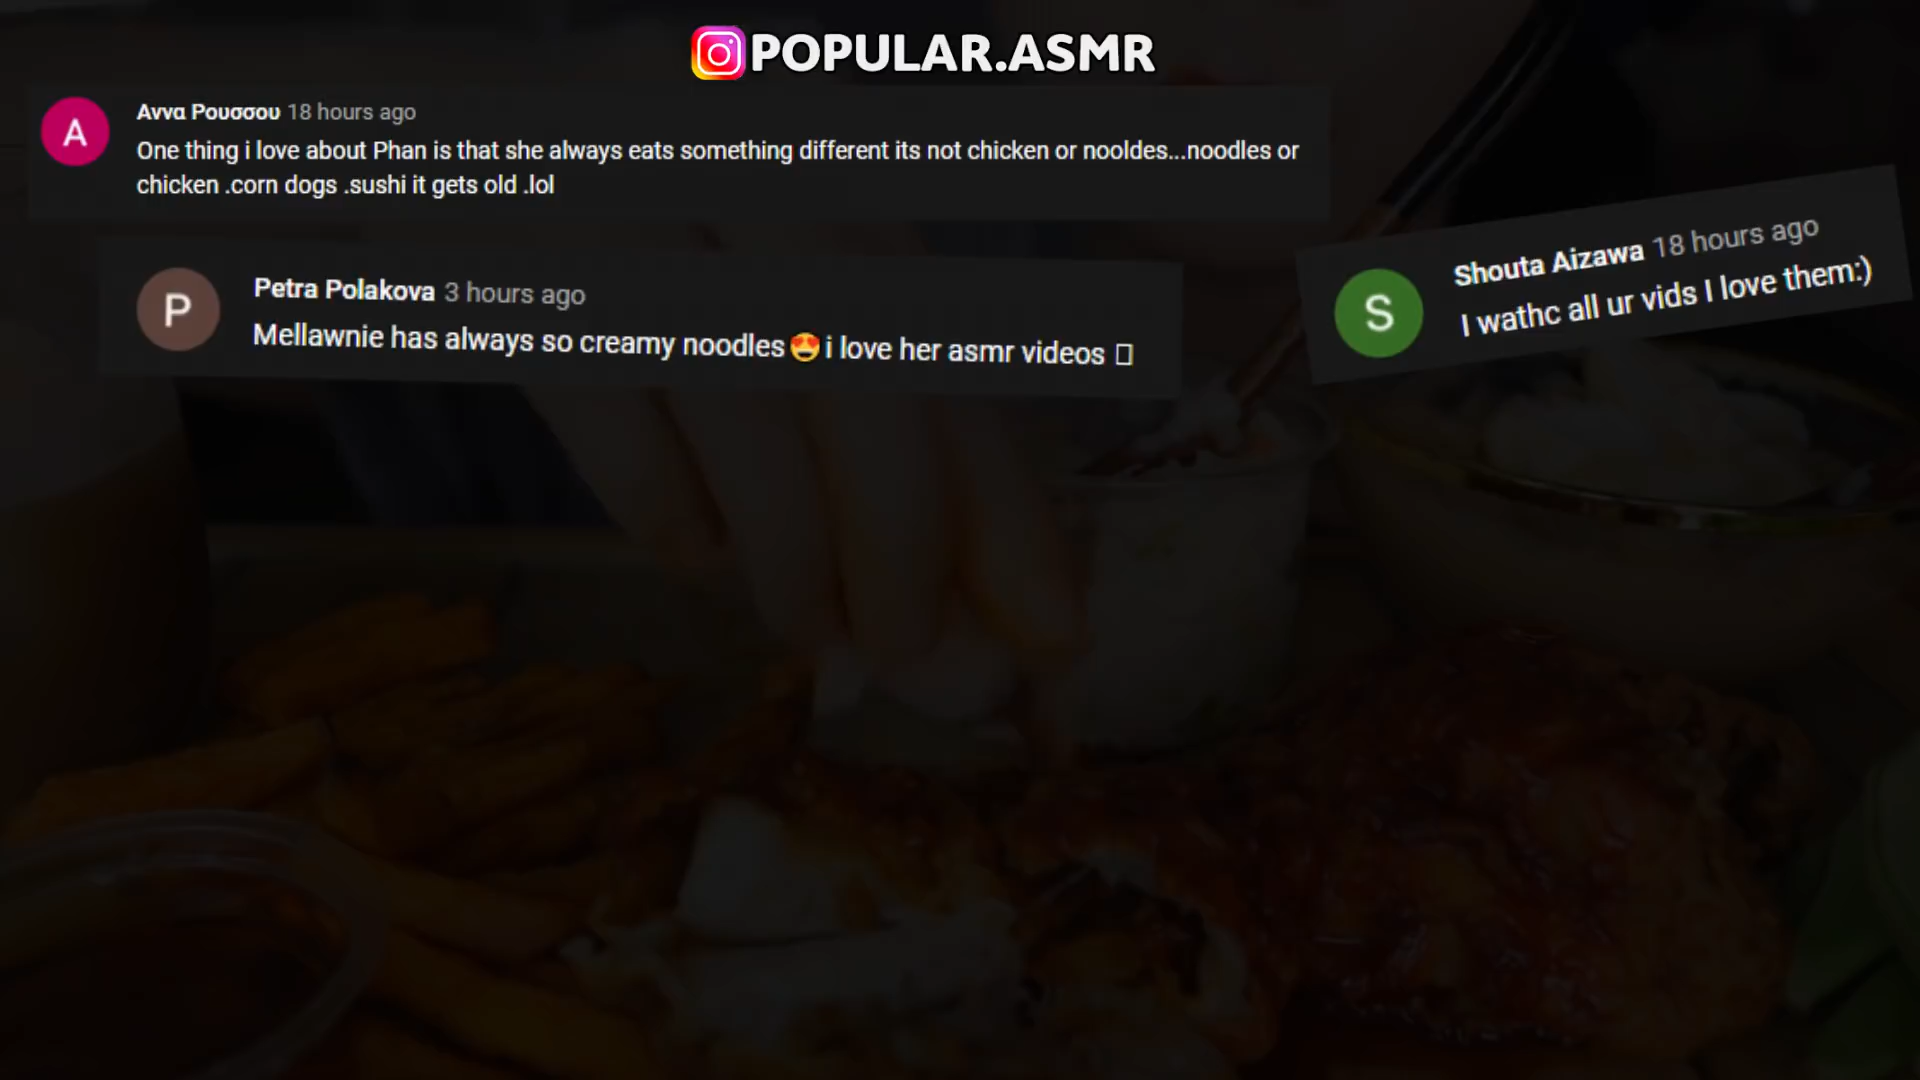 POPULAR.ASMR
Αννα Ρουσσου 18 hours ago
One thing i love about Phan is that she always eats something different its not chicken or nooldes...noodles or
chicken .corn dogs .sushi it gets old .lol
Petra Polakova 3 hours ago
Mellawnie has always so creamy noodles😍i love her asmr videos
Shouta Aizawa 18 hours ago
I wathc all ur vids I love them:)
A
P
S